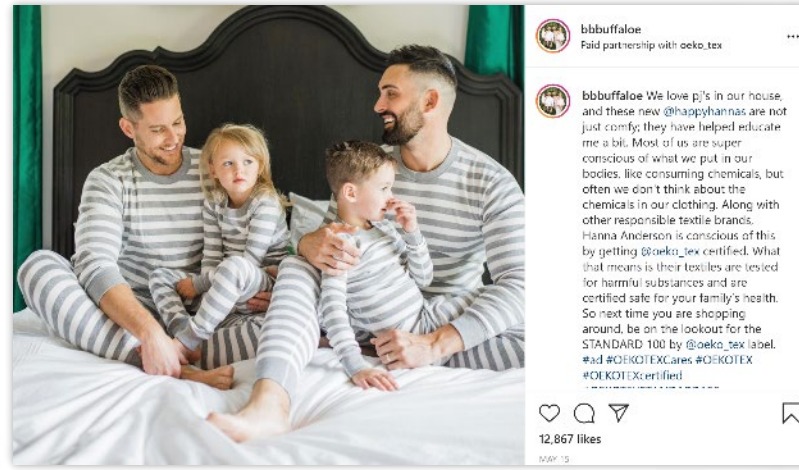 bbbuffaloe
Paid partnership with oeko_tex
bbbuffaloe We love pj's in our house,
and these new @happyhannas are not
just comfy; they have helped educate
me a bit. Most of us are super
conscious of what we put in our
bodies, like consuming chemicals, but
often we don't think about the
chemicals in our clothing. Along with
other responsible textile brands,
Hanna Anderson is conscious of this
by getting @oeko_tex certified. What
that means is their textiles are tested
for harmful substances and are
certified safe for your family's health.
So next time you are shopping
around, be on the lookout for the
STANDARD 100 by @oeko_tex label.
#ad #OEKOTEXCares #OEKOTEX
#OEKOTEXcertified
12,867 likes
MAY 15